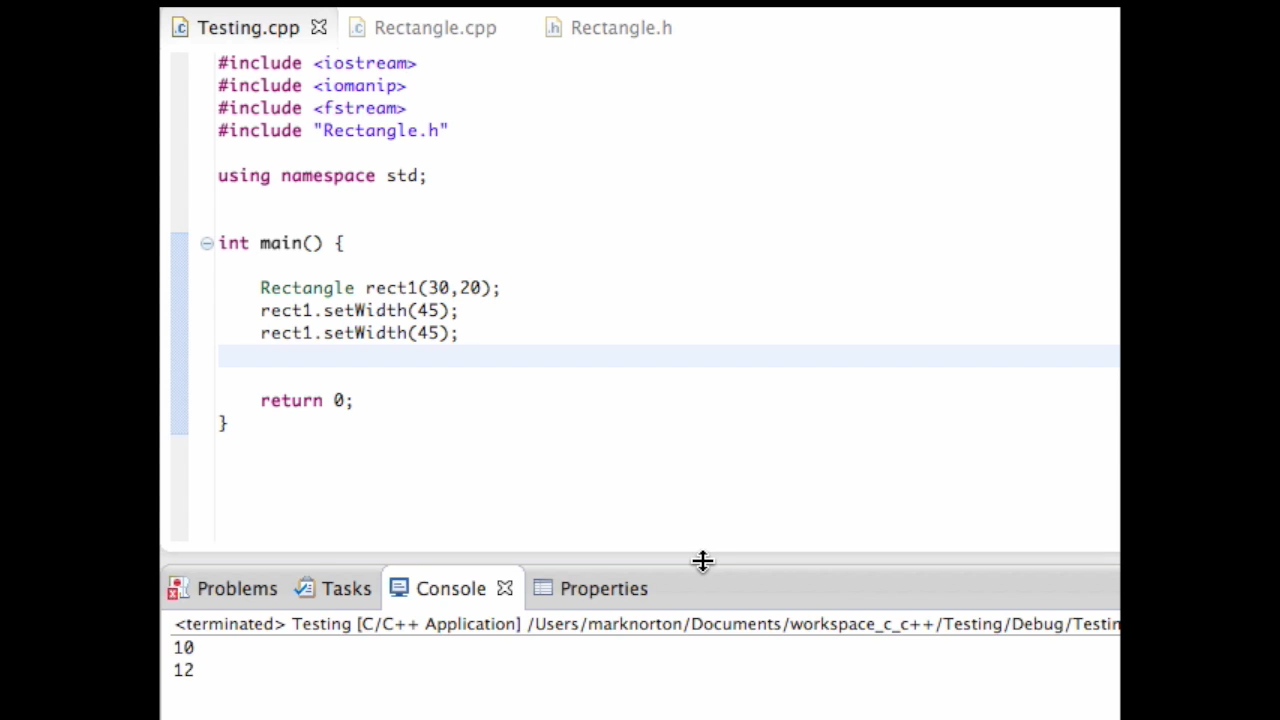 Testing.cpp Rectangle.cpp Rectangle.h
#include <iostream>
#include <iomanip>
#include <fstream>
#include "Rectangle.h"
using namespace std;
int main() {
Rectangle rect1(30,20);
rect1.setWidth(45);
rect1.setWidth(45);
return 0;
}
Problems Tasks Console Properties
<terminated> Testing [C/C++ Application] /Users/marknorton/Documents/workspace_c_c++/Testing/Debug/Testin
10
12